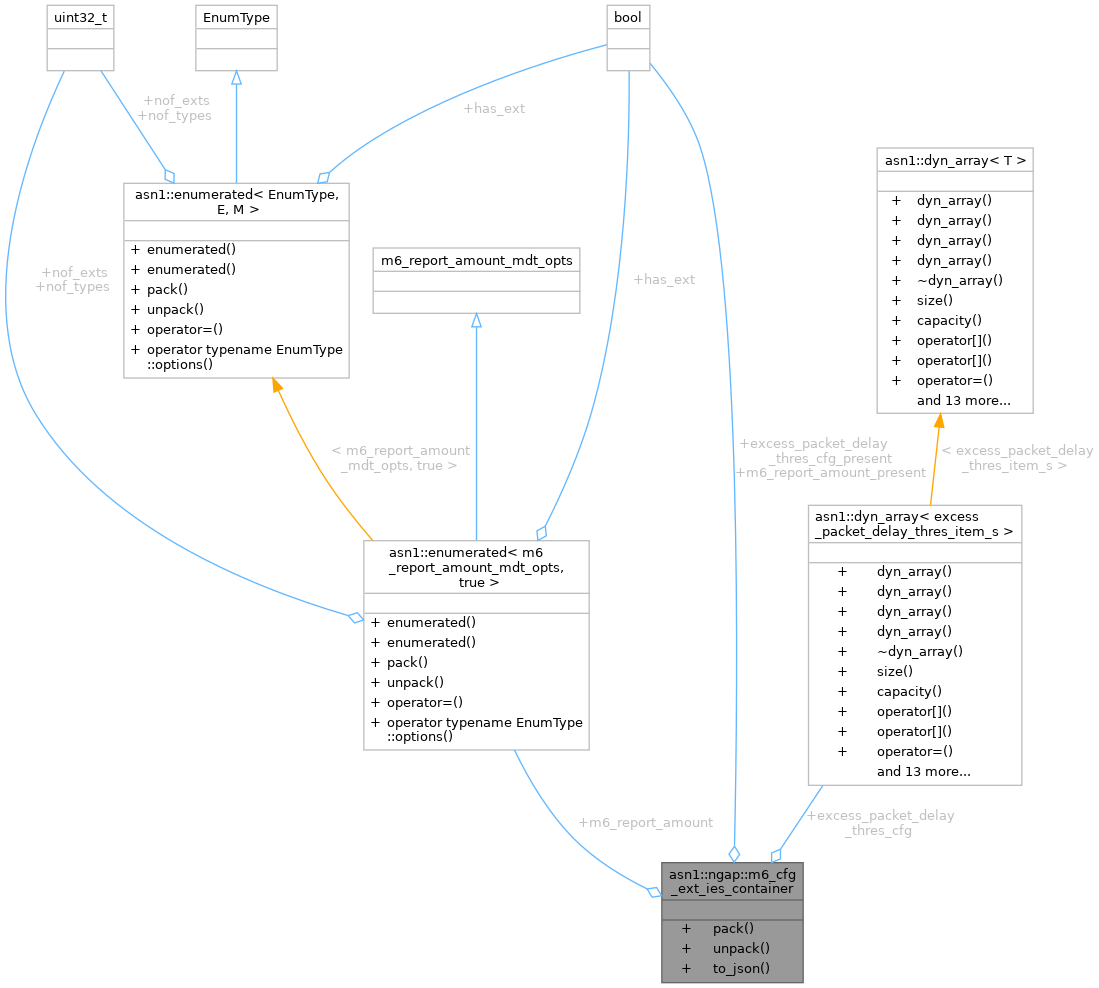 uint32_t
EnumType
bool
+nof_exts
+nof_types
+has_ext
asn1::dyn_array< T >
+ dyn_array()
+ dyn_array()
+ dyn_array()
+ dyn_array()
+ ~dyn_array()
+ size()
+ capacity()
+ operator[]()
+ operator[]()
+ operator=()
and 13 more...
asn1::enumerated< EnumType,
E, M >
+ enumerated()
+ enumerated()
+ pack()
+ unpack()
+ operator=()
+ operator typename EnumType
::options()
m6_report_amount_mdt_opts
+nof_exts
+nof_types
+has_ext
< m6_report_amount
_mdt_opts, true >
+excess_packet_delay
_thres_cfg_present
+m6_report_amount_present
< excess_packet_delay
_thres_item_s >
asn1::dyn_array< excess
_packet_delay_thres_item_s >
+ dyn_array()
+ dyn_array()
+ dyn_array()
+ dyn_array()
+ ~dyn_array()
+ size()
+ capacity()
+ operator[]()
+ operator[]()
+ operator=()
and 13 more...
asn1::enumerated< m6
_report_amount_mdt_opts,
true >
+ enumerated()
+ enumerated()
+ pack()
+ unpack()
+ operator=()
+ operator typename EnumType
::options()
+m6_report_amount
+excess_packet_delay
_thres_cfg
asn1::ngap::m6_cfg
_ext_ies_container
+ pack()
+ unpack()
+ to_json()